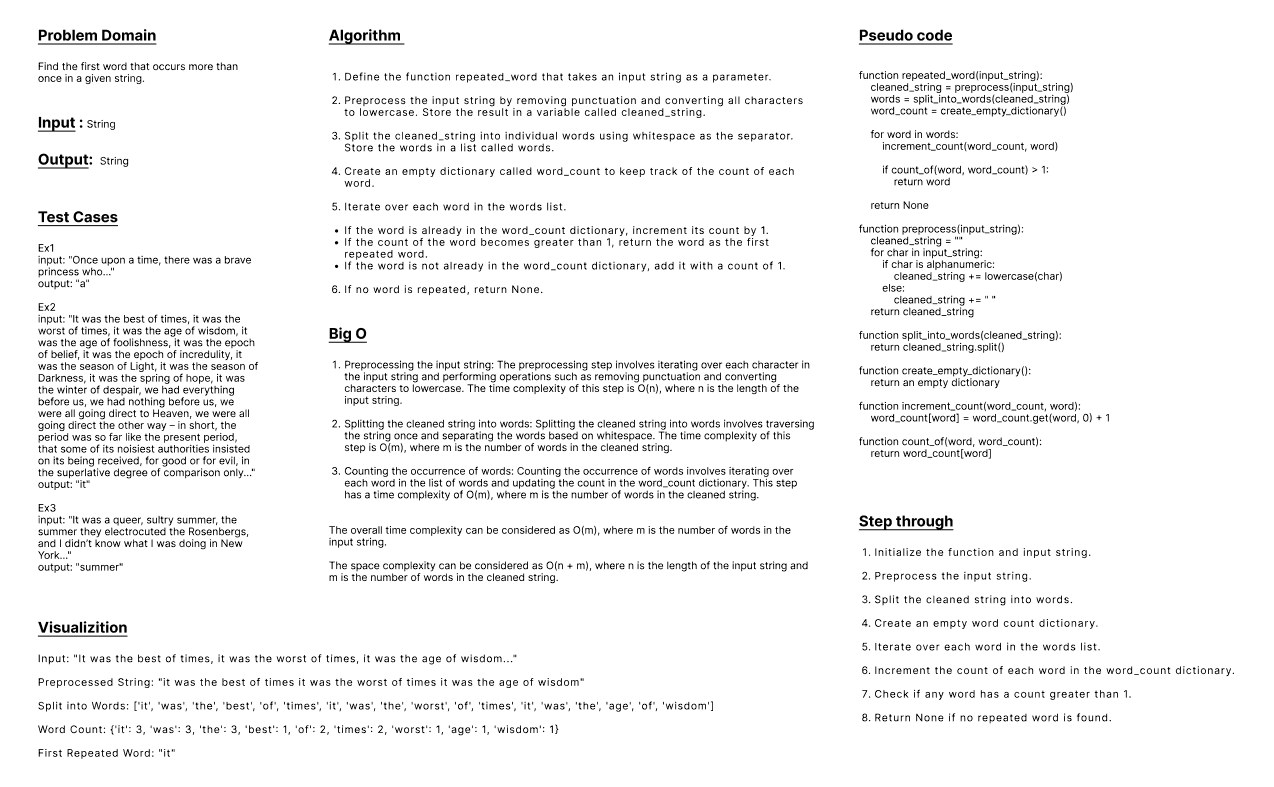 Problem Domain
Find the first word that occurs more than
once in a given string.
Input : String
Output: String
Test Cases
Ex1
input: "Once upon a time, there was a brave
princess who..."
output: "a"
Ex2
input: "It was the best of times, it was the
worst of times, it was the age of wisdom, it
was the age of foolishness, it was the epoch
of belief, it was the epoch of incredulity, it
was the season of Light, it was the season of
Darkness, it was the spring of hope, it was
the winter of despair, we had everything
before us, we had nothing before us, we
were all going direct to Heaven, we were all
going direct the other way – in short, the
period was so far like the present period,
that some of its noisiest authorities insisted
on its being received, for good or for evil, in
the superlative degree of comparison only..."
output: "it"
Ex3
input: "It was a queer, sultry summer, the
summer they electrocuted the Rosenbergs,
and I didn't know what I was doing in New
York..."
output: "summer"
Algorithm
1. Define the function repeated_word that takes an input string as a parameter.
2. Preprocess the input string by removing punctuation and converting all characters
to lowercase. Store the result in a variable called cleaned_string.
3. Split the cleaned_string into individual words using whitespace as the separator.
Store the words in a list called words.
4. Create an empty dictionary called word_count to keep track of the count of each
word.
5. Iterate over each word in the words list.
• If the word is already in the word_count dictionary, increment its count by 1.
• If the count of the word becomes greater than 1, return the word as the first
repeated word.
• If the word is not already in the word_count dictionary, add it with a count of 1.
6. If no word is repeated, return None.
Big O
1. Preprocessing the input string: The preprocessing step involves iterating over each character in
the input string and performing operations such as removing punctuation and converting
characters to lowercase. The time complexity of this step is O(n), where n is the length of the
input string.
2. Splitting the cleaned string into words: Splitting the cleaned string into words involves traversing
the string once and separating the words based on whitespace. The time complexity of this
step is O(m), where m is the number of words in the cleaned string.
3. Counting the occurrence of words: Counting the occurrence of words involves iterating over
each word in the list of words and updating the count in the word_count dictionary. This step
has a time complexity of O(m), where m is the number of words in the cleaned string.
The overall time complexity can be considered as O(m), where m is the number of words in the
input string.
The space complexity can be considered as O(n + m), where n is the length of the input string and
m is the number of words in the cleaned string.
Pseudo code
function repeated_word(input_string):
cleaned_string = preprocess(input_string)
words = split_into_words(cleaned_string)
word_count = create_empty_dictionary()
for word in words:
increment_count(word_count, word)
if count_of(word, word_count) > 1:
return word
return None
function preprocess(input_string):
cleaned_string = ""
for char in input_string:
if char is alphanumeric:
cleaned_string += lowercase(char)
else:
cleaned_string += " "
return cleaned_string
function split_into_words(cleaned_string):
return cleaned_string.split()
function create_empty_dictionary():
return an empty dictionary
function increment_count(word_count, word):
word_count[word] = word_count.get(word, 0) + 1
function count_of(word, word_count):
return word_count[word]
Step through
1. Initialize the function and input string.
2. Preprocess the input string.
3. Split the cleaned string into words.
4. Create an empty word count dictionary.
5. Iterate over each word in the words list.
6. Increment the count of each word in the word_count dictionary.
7. Check if any word has a count greater than 1.
8. Return None if no repeated word is found.
Visualizition
Input: "It was the best of times, it was the worst of times, it was the age of wisdom..."
Preprocessed String: "it was the best of times it was the worst of times it was the age of wisdom"
Split into Words: ['it', 'was', 'the', 'best', 'of', 'times', 'it', 'was', 'the', 'worst', 'of', 'times', 'it', 'was', 'the', 'age', 'of', 'wisdom']
Word Count: {'it': 3, 'was': 3, 'the': 3, 'best': 1, 'of': 2, 'times': 2, 'worst': 1, 'age': 1, 'wisdom': 1}
First Repeated Word: "it"